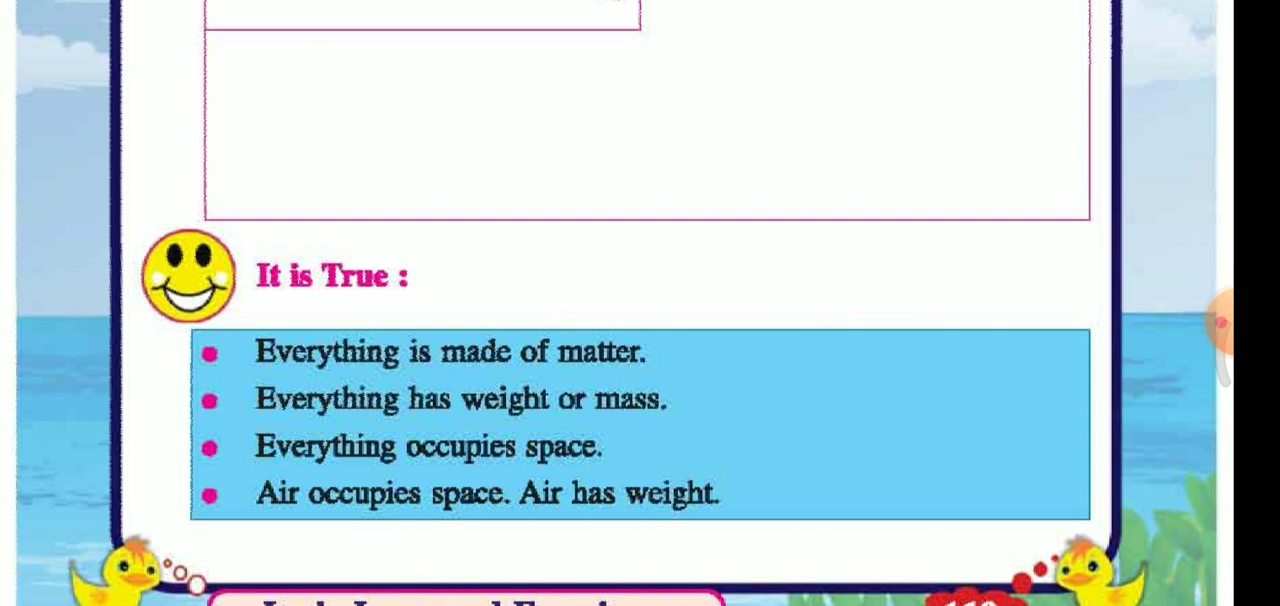 It is True :
Everything is made of matter.
Everything has weight or mass.
Everything occupies space.
Air occupies space. Air has weight.